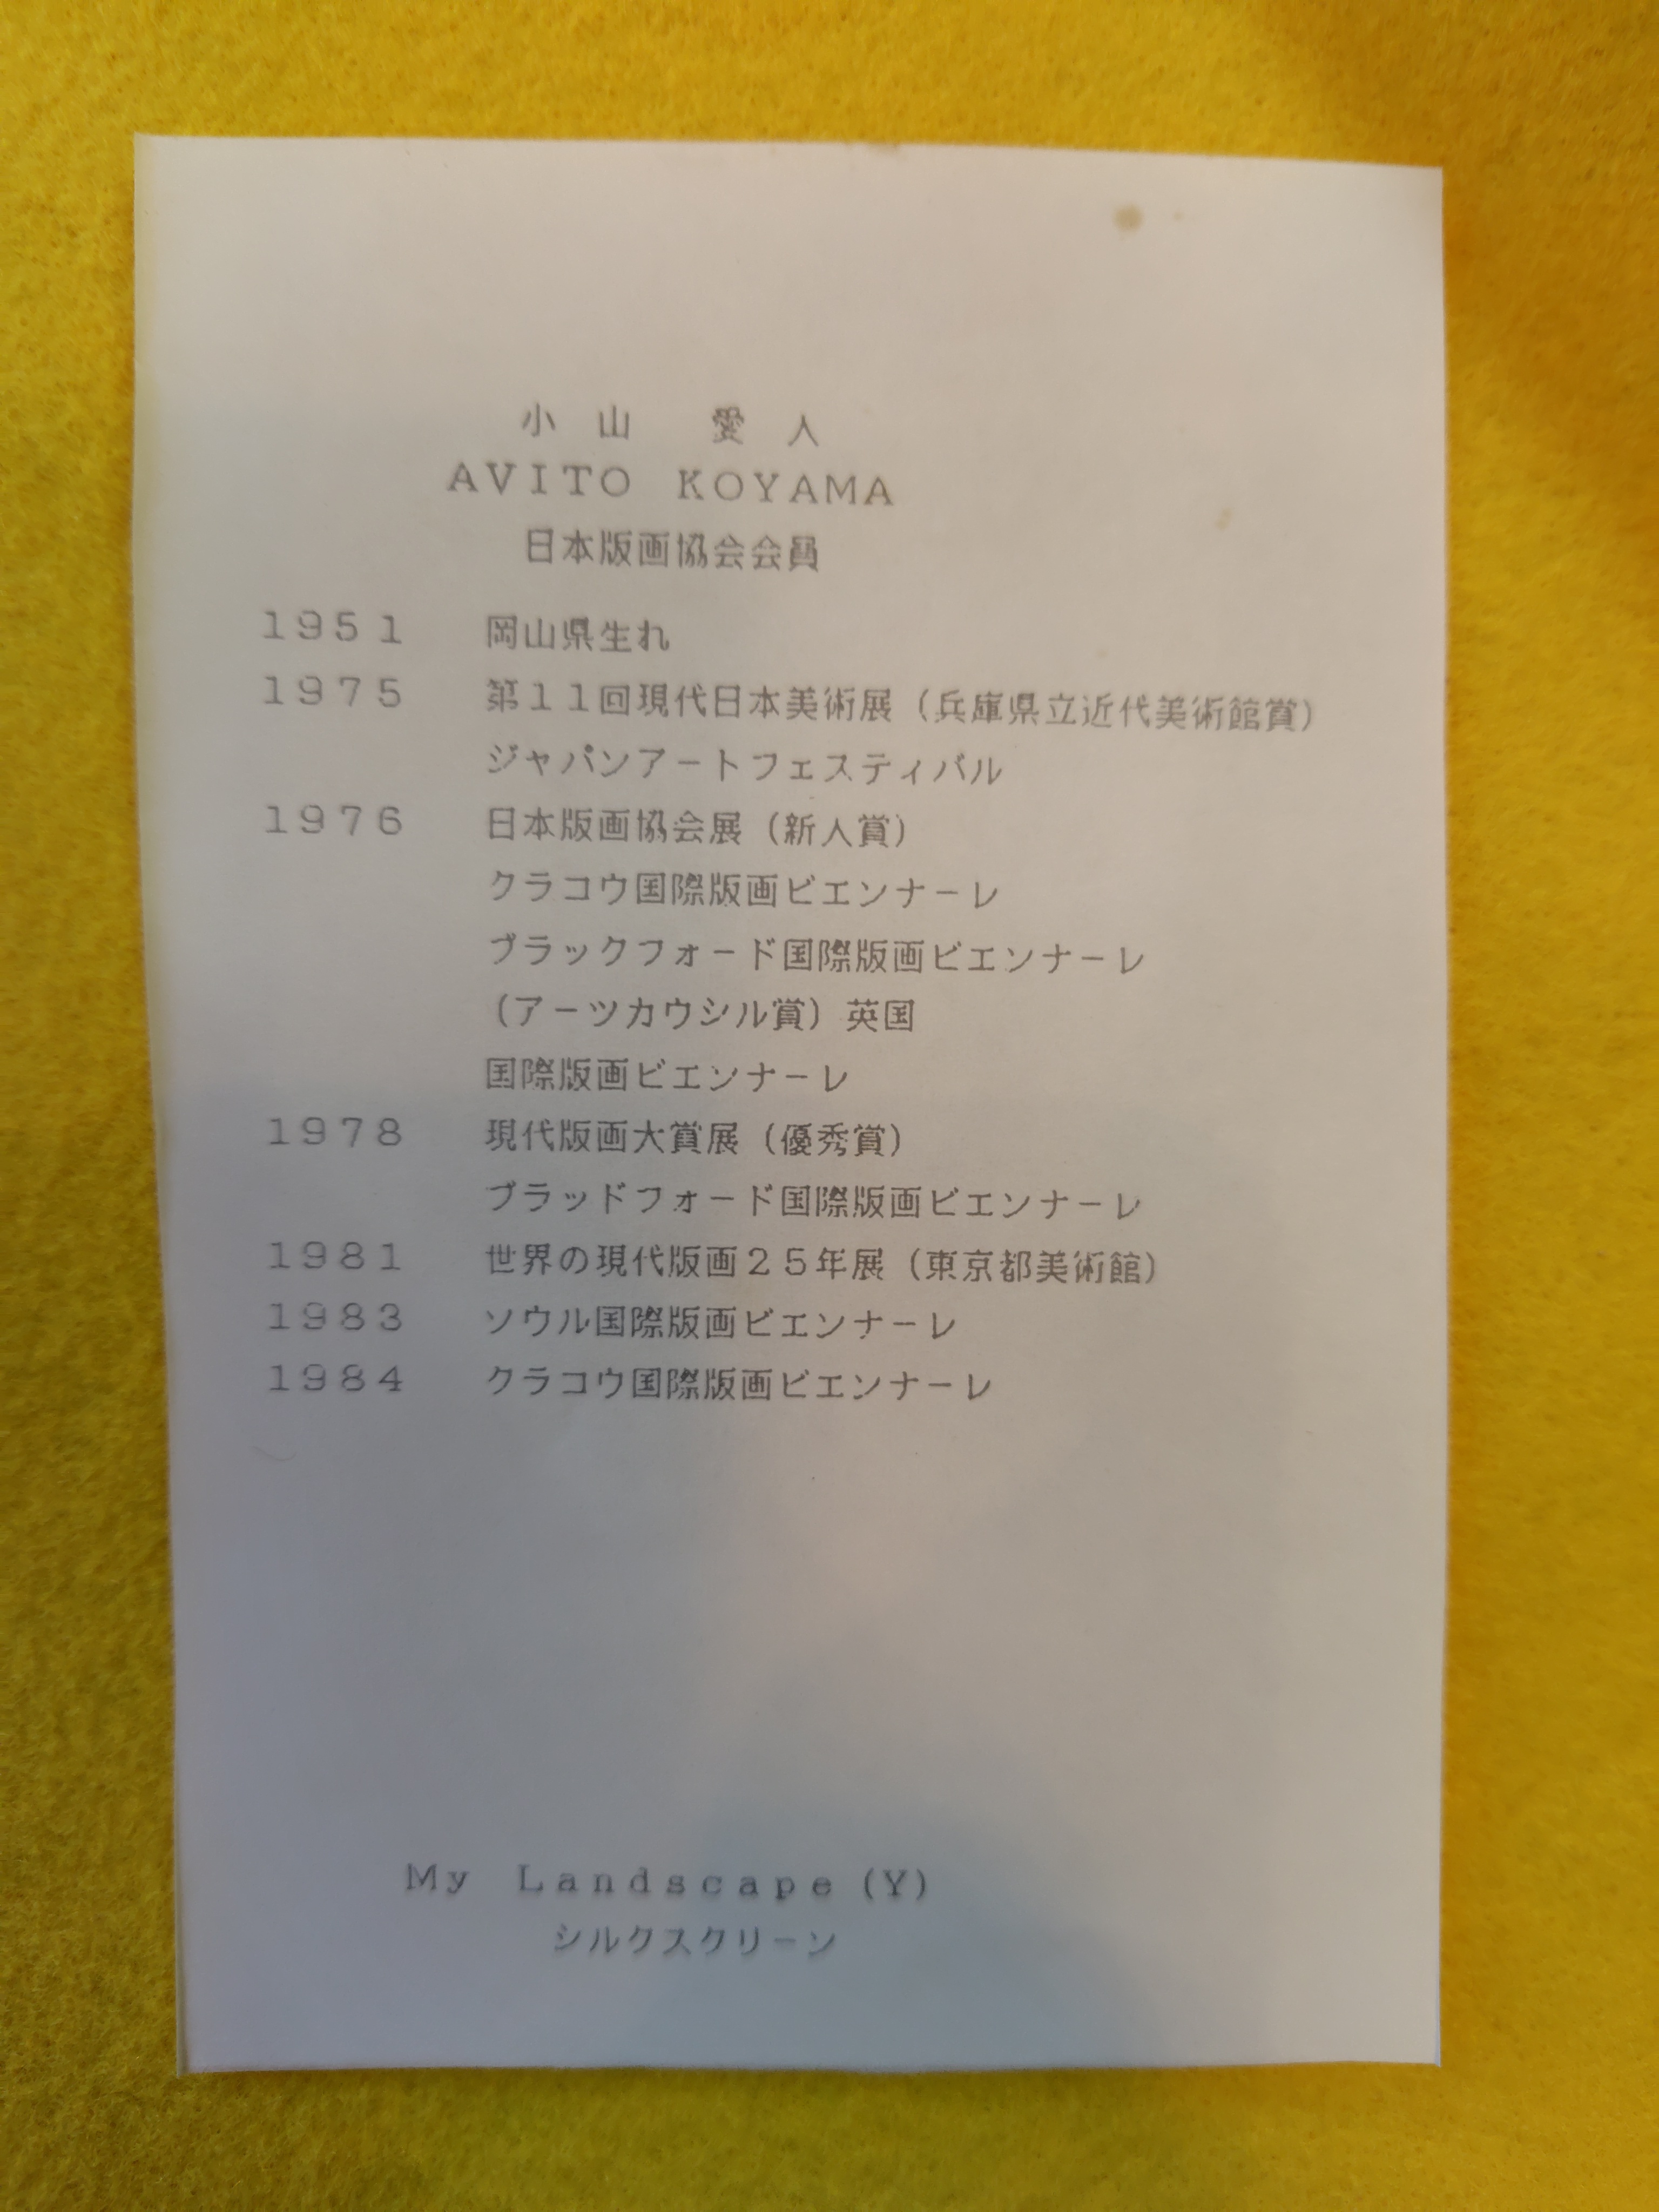 小山　愛人
ＡＶＩＴＯ　ＫＯＹＡＭＡ
日本版画協会会員
１９５１　岡山県生れ
１９７５　第１１回現代日本美術展（兵庫県立近代美術館賞）
ジャパンアートフェスティバル
１９７６　日本版画協会展（新人賞）
クラコウ国際版画ビエンナーレ
ブラックフォード国際版画ビエンナーレ
（アーツカウシル賞）英国
国際版画ビエンナーレ
１９７８　現代版画大賞展（優秀賞）
ブラッドフォード国際版画ビエンナーレ
１９８１　世界の現代版画２５年展（東京都美術館）
１９８３　ソウル国際版画ビエンナーレ
１９８４　クラコウ国際版画ビエンナーレ
Ｍｙ　Ｌａｎｄｓｃａｐｅ（Ｙ）
シルクスクリーン